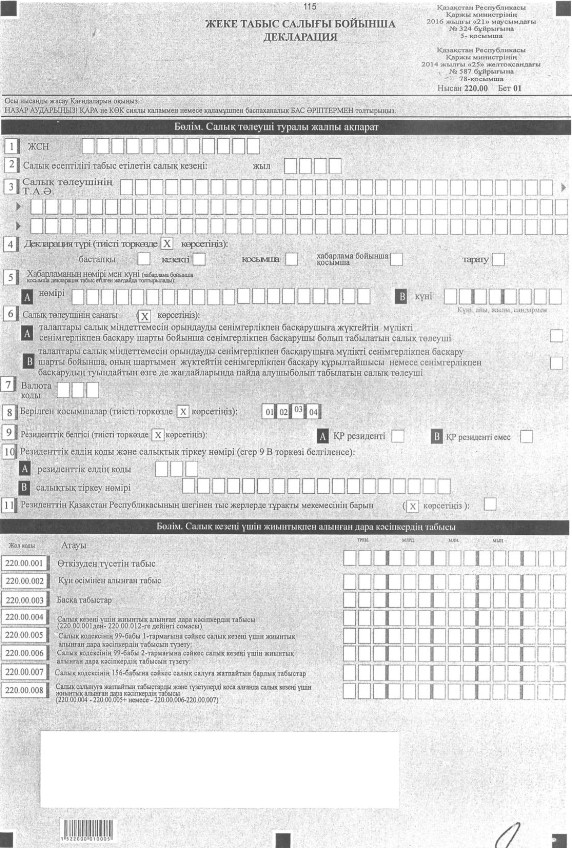 115
ЖЕКЕ ТАБЫС САЛЫҒЫ БОЙЫНША
ДЕКЛАРАЦИЯ
Қазақстан Республикасы
Қаржы министрінің
2016 жылғы «21» маусымдағы
№ 324 бұйрығына
3- қосымша
Қазақстан Республикасы
Қаржы министрінің
2014 жылғы «25» желтоқсандағы
№ 587 бұйрығына
78-қосымша
Нысан 220.00 Бет 01
Осы нысанды жасау Қағидаларын оқыңыз.
НАЗАР АУДАРЫҢЫЗ! ҚАРА не КӨК сиялы қаламмен немесе қаламұшпен баспаханалық БАС ӘРІПТЕРМЕН толтырыңыз.
Бөлім. Салық төлеуші туралы жалпы ақпарат
1 ЖСН
2 Салық есептілігі табыс етілетін салық кезеңі: жыл
3 Салық төлеушінің
Т.А.Ә.
4 Декларация түрі (тиісті торкөзде X көрсетіңіз):
бастапқы кезекті қосымша хабарлама бойынша қосымша тарату
5 Хабарламаның нөмірі мен күні (хабарлама бойынша
қосымша декларация табыс етілген жағдайда толтырылады):
A нөмірі B күні
Күні, айы, жылы, сандармен
6 Салық төлеушінің санаты ( X көрсетіңіз):
A талаптары салық міндеттемесін орындауды сенімгерлікпен басқарушыға жүктейтін мүлікті
сенімгерлікпен басқару шарты бойынша сенімгерлікпен басқарушы болып табылатын салық төлеуші
B талаптары салық міндеттемесін орындауды сенімгерлікпен басқарушыға мүлікті сенімгерлікпен басқару
шарты бойынша, оның шартымен жүктейтін сенімгерлікпен басқару құрылтайшысы немесе сенімгерлікпен
басқарудың туындайтын өзге де жағдайларында пайда алушыболып табылатын салық төлеуші
7 Валюта
коды
8 Берілген қосымшалар (тиісті торкөзде X көрсетіңіз): 01 02 03 04
9 Резиденттік белгісі (тиісті торкөзде X көрсетіңіз): A ҚР резиденті B ҚР резиденті емес
10 Резиденттік елдің коды және салықтық тіркеу нөмірі (егер 9 В торкөзі белгіленсе):
A резиденттік елдің коды
B салықтық тіркеу нөмірі
11 Резиденттің Қазақстан Республикасының шегінен тыс жерлерде тұрақты мекемесінің барын ( X көрсетіңіз ):
Бөлім. Салық кезеңі үшін жиынтықпен алынған дара кәсіпкердің табысы
Жол коды Атауы трлн. млрд. млн. мың
220.00.001 Өткізуден түсетін табыс
220.00.002 Құн өсімінен алынған табыс
220.00.003 Басқа табыстар
220.00.004 Салық кезеңі үшін жиынтық алынған дара кәсіпкердің табысы
(220.00.001дей- 220.00.012-ге дейінгі сомасы)
220.00.005 Салық кодексінің 99-бабы 1-тармағына сәйкес салық кезеңі үшін жиынтық
алынған дара кәсіпкердің табысын түзету:
220.00.006 Салық кодексінің 99-бабы 2-тармағына сәйкес салық кезеңі үшін жиынтық
алынған дара кәсіпкердің табысын түзету:
220.00.007 Салық кодексінің 156-бабына сәйкес салық салуға жатпайтын барлық табыстар
220.00.008 Салық салынуға жатпайтын табыстарды және түзетулерді қоса алғанда салық кезеңі үшін
жиынтық алынған дара кәсіпкердің табысы
(220.00.004 - 220.00.005+ немесе - 220.00.006-220.00.007)